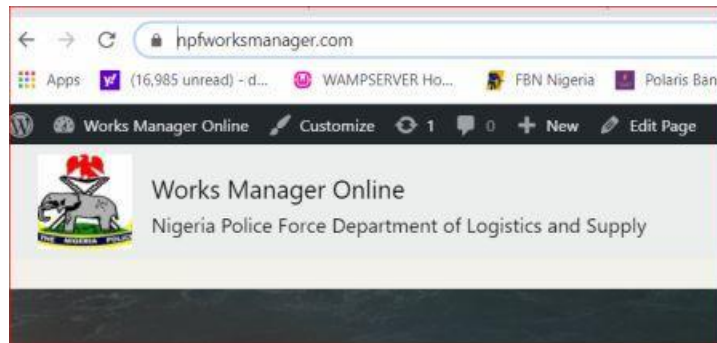 npfworksmanager.com
Apps (16,985 unread) - d... WAMPSERVER Ho... FBN Nigeria Polaris Ban
Works Manager Online Customize 1 0 + New Edit Page
Works Manager Online
Nigeria Police Force Department of Logistics and Supply
THE NIGERIA POLICE